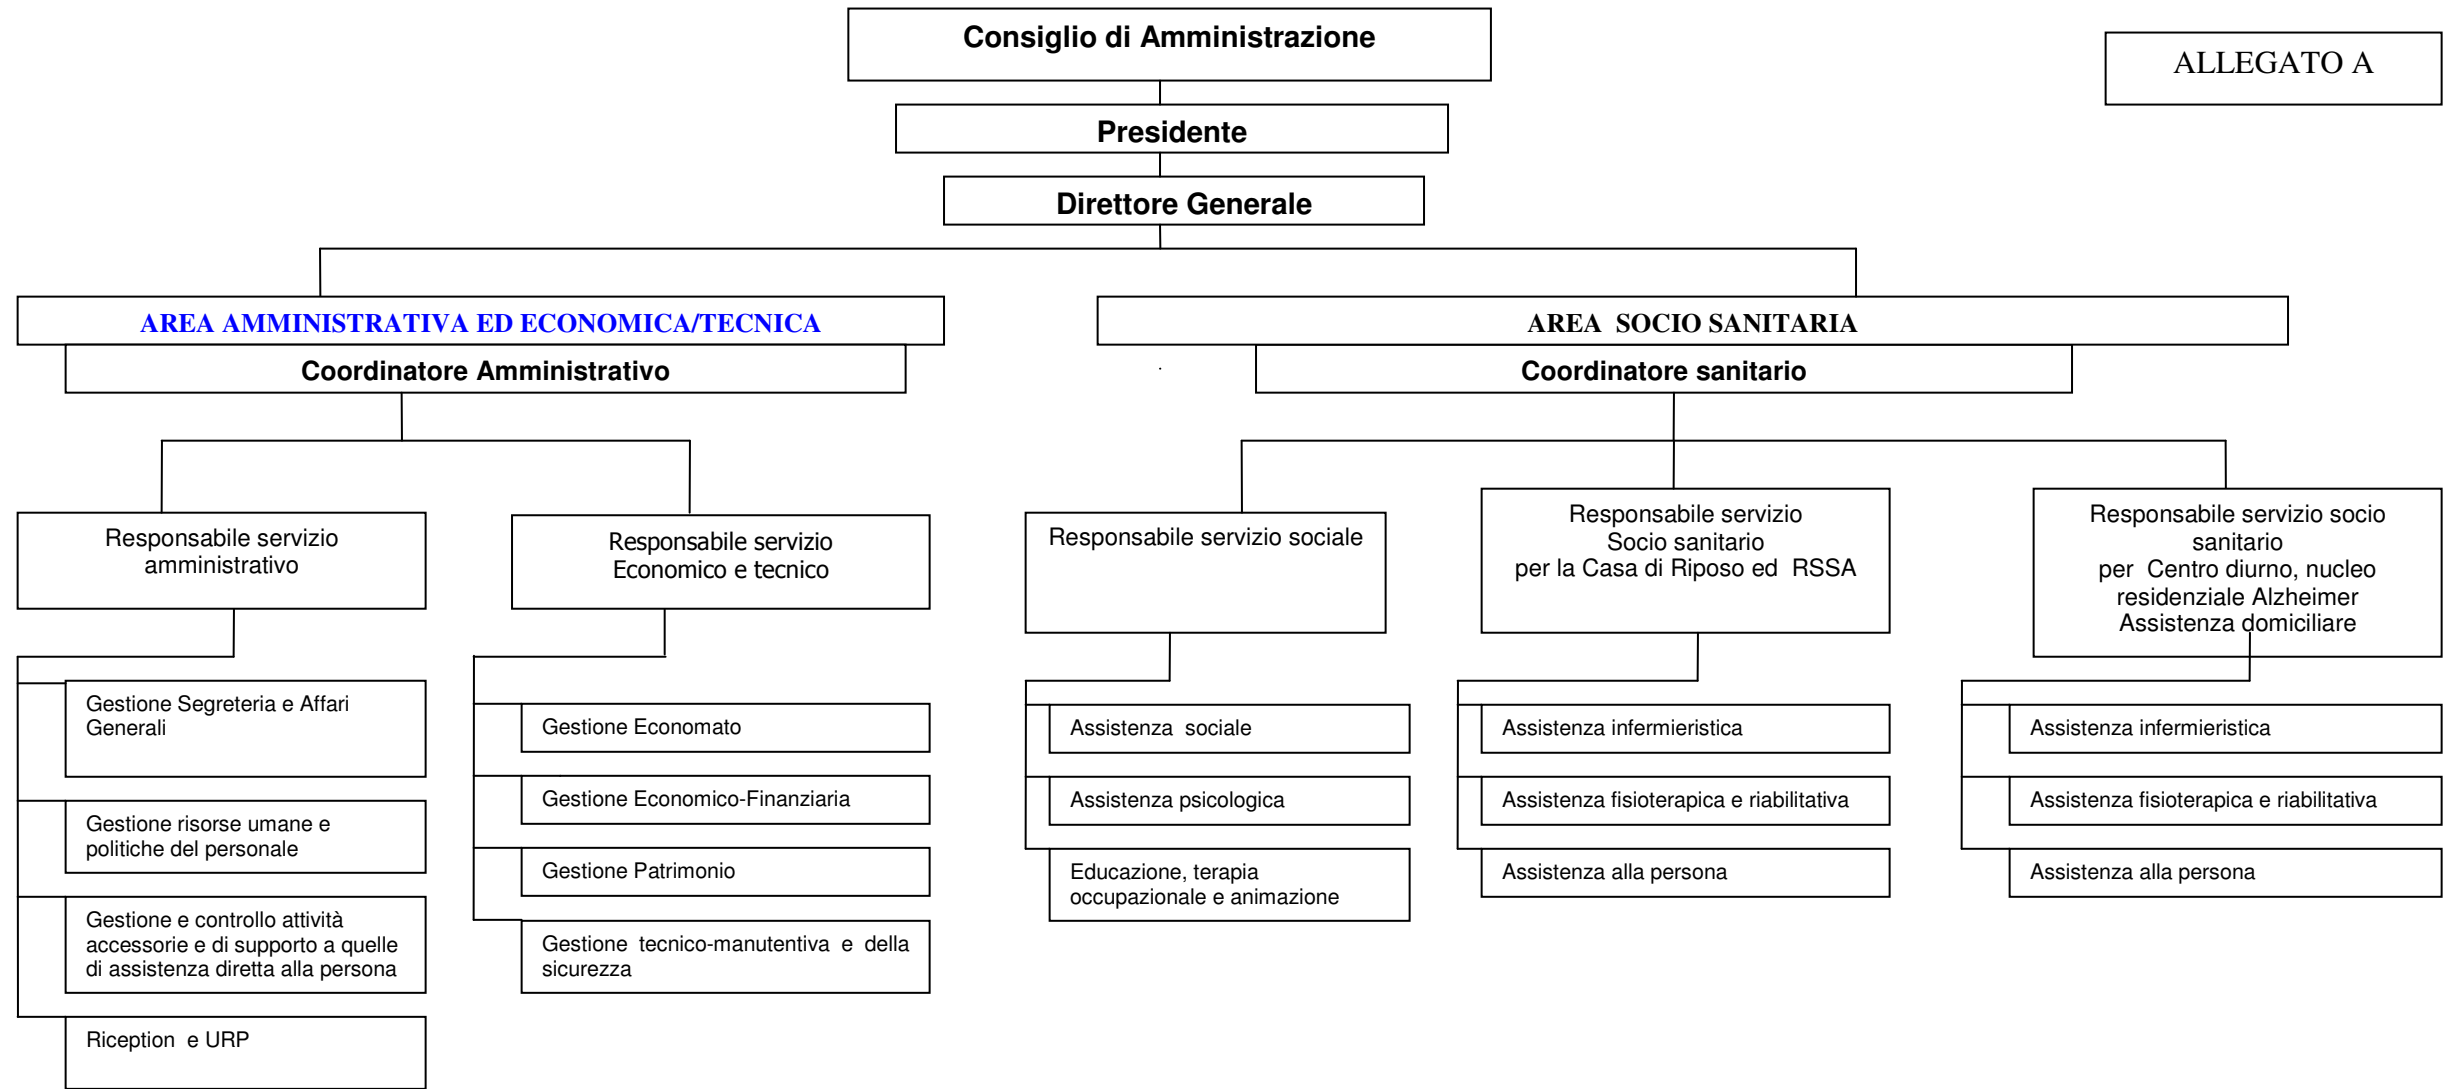 Consiglio di Amministrazione
ALLEGATO A
Presidente
Direttore Generale
AREA AMMINISTRATIVA ED ECONOMICA/TECNICA
Coordinatore Amministrativo
AREA SOCIO SANITARIA
Coordinatore sanitario
Responsabile servizio
amministrativo
Responsabile servizio
Economico e tecnico
Responsabile servizio sociale
Responsabile servizio
Socio sanitario
per la Casa di Riposo ed RSSA
Responsabile servizio socio
sanitario
per Centro diurno, nucleo
residenziale Alzheimer
Assistenza domiciliare
Gestione Segreteria e Affari
Generali
Gestione risorse umane e
politiche del personale
Gestione e controllo attività
accessorie e di supporto a quelle
di assistenza diretta alla persona
Riception e URP
Gestione Economato
Gestione Economico-Finanziaria
Gestione Patrimonio
Gestione tecnico-manutentiva e della
sicurezza
Assistenza sociale
Assistenza psicologica
Educazione, terapia
occupazionale e animazione
Assistenza infermieristica
Assistenza fisioterapica e riabilitativa
Assistenza alla persona
Assistenza infermieristica
Assistenza fisioterapica e riabilitativa
Assistenza alla persona